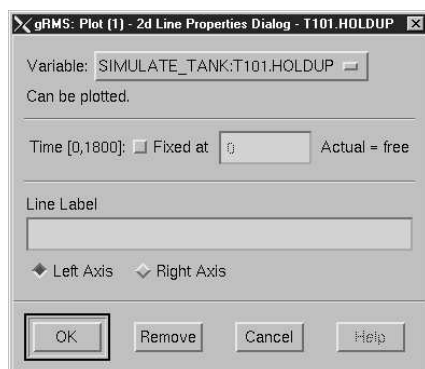 gRMS: Plot (1) - 2d Line Properties Dialog - T101.HOLDUP
Variable: SIMULATE_TANK:T101.HOLDUP
Can be plotted.
Time [0,1800]: Fixed at 0 Actual = free
Line Label
Left Axis Right Axis
OK Remove Cancel Help